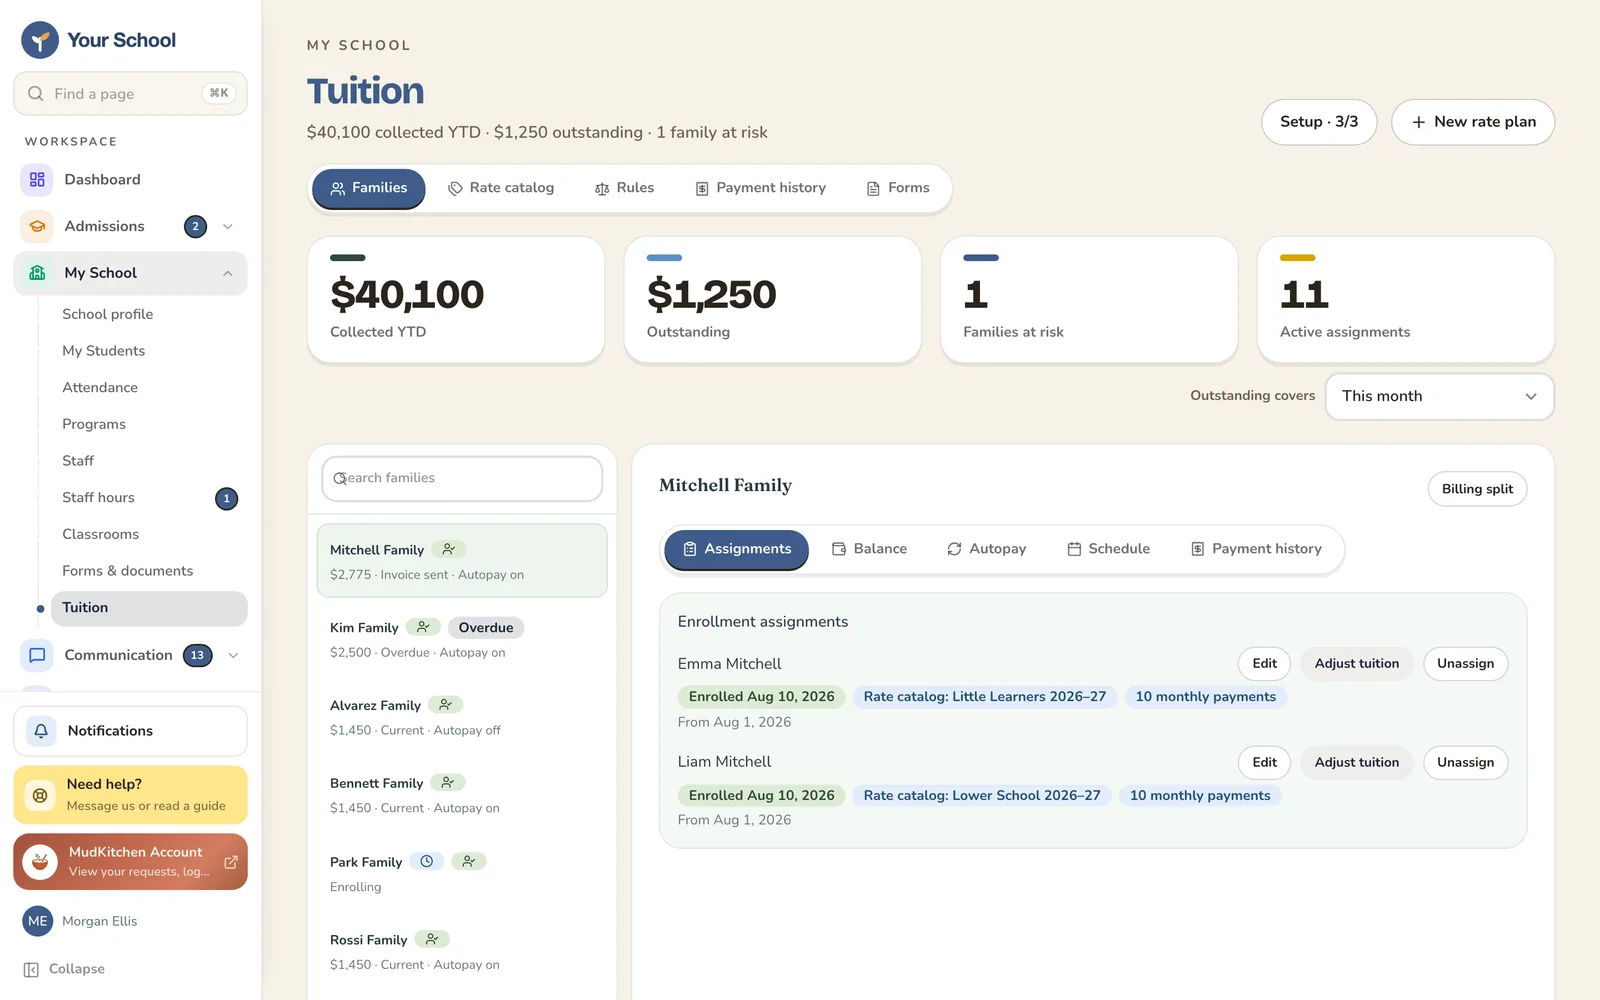 Your School
Find a page
⌘K
WORKSPACE
Dashboard
Admissions
2
My School
School profile
My Students
Attendance
Programs
Staff
Staff hours
1
Classrooms
Forms & documents
Tuition
Communication
13
Notifications
Need help?
Message us or read a guide
MudKitchen Account
View your requests, log...
ME
Morgan Ellis
Collapse
MY SCHOOL
Tuition
$40,100 collected YTD · $1,250 outstanding · 1 family at risk
Setup · 3/3
New rate plan
Families
Rate catalog
Rules
Payment history
Forms
$40,100
Collected YTD
$1,250
Outstanding
1
Families at risk
11
Active assignments
Outstanding covers
This month
Search families
Mitchell Family
$2,775 · Invoice sent · Autopay on
Kim Family
Overdue
$2,500 · Overdue · Autopay on
Alvarez Family
$1,450 · Current · Autopay off
Bennett Family
$1,450 · Current · Autopay on
Park Family
Enrolling
Rossi Family
$1,450 · Current · Autopay on
Mitchell Family
Billing split
Assignments
Balance
Autopay
Schedule
Payment history
Enrollment assignments
Emma Mitchell
Edit
Adjust tuition
Unassign
Enrolled Aug 10, 2026
Rate catalog: Little Learners 2026–27
10 monthly payments
From Aug 1, 2026
Liam Mitchell
Edit
Adjust tuition
Unassign
Enrolled Aug 10, 2026
Rate catalog: Lower School 2026–27
10 monthly payments
From Aug 1, 2026